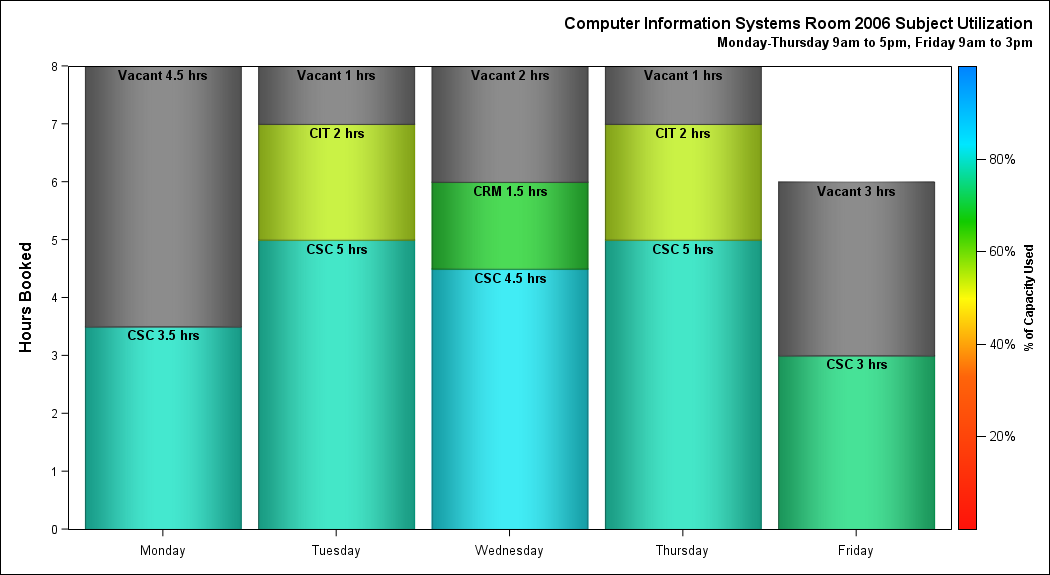 Computer Information Systems Room 2006 Subject Utilization
Monday-Thursday 9am to 5pm, Friday 9am to 3pm
Hours Booked
8
7
6
5
4
3
2
1
0
Vacant 4.5 hrs
CSC 3.5 hrs
Vacant 1 hrs
CIT 2 hrs
CSC 5 hrs
Vacant 2 hrs
CRM 1.5 hrs
CSC 4.5 hrs
Vacant 1 hrs
CIT 2 hrs
CSC 5 hrs
Vacant 3 hrs
CSC 3 hrs
Monday
Tuesday
Wednesday
Thursday
Friday
80%
60%
40%
20%
% of Capacity Used